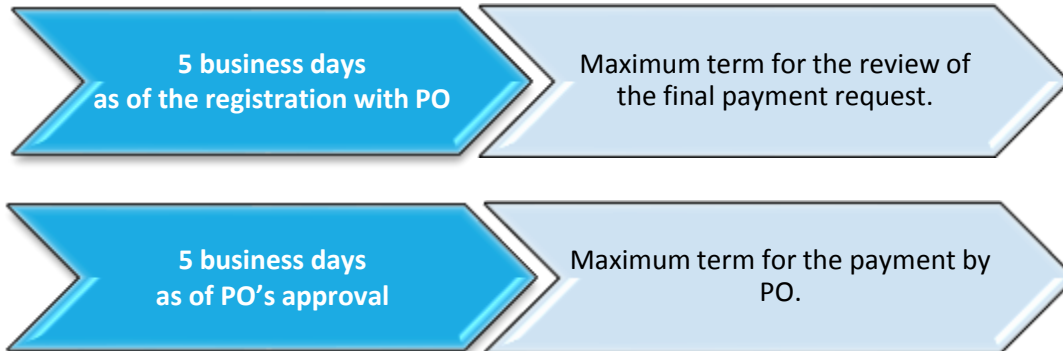 5 business days
as of the registration with PO
Maximum term for the review of
the final payment request.
5 business days
as of PO’s approval
Maximum term for the payment by
PO.